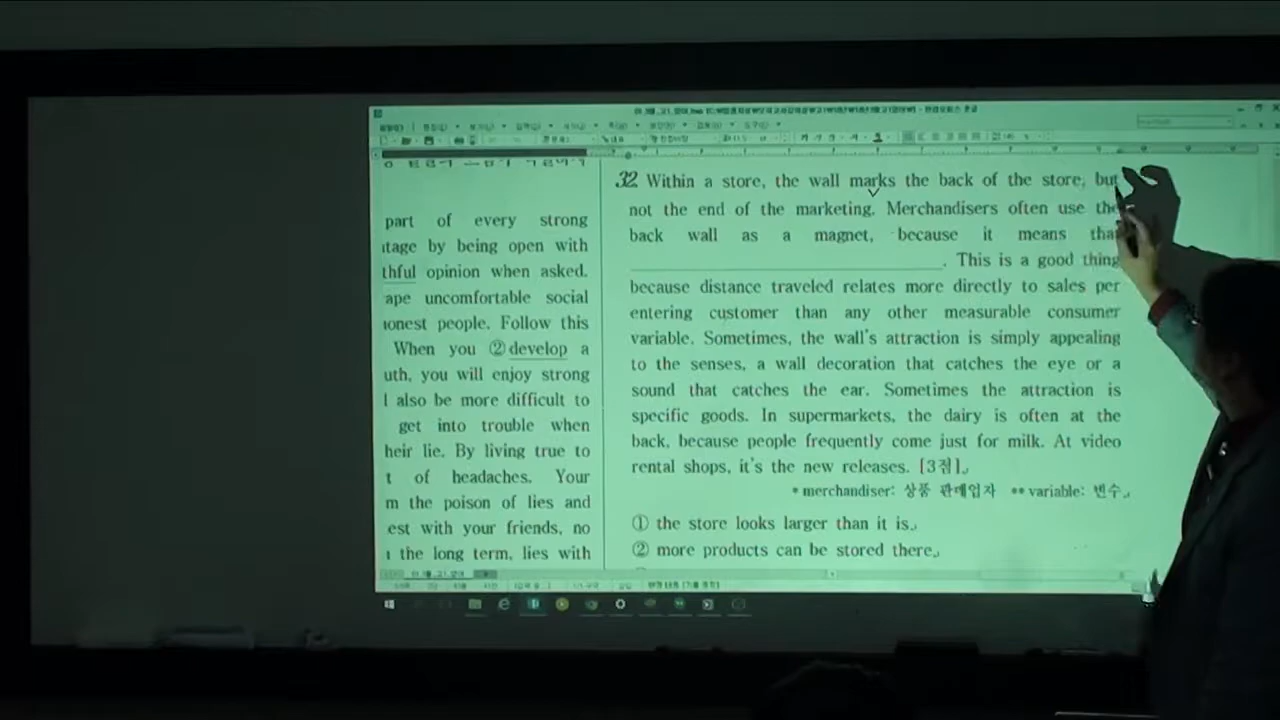 part of every strong
tage by being open with
thful opinion when asked.
ape uncomfortable social
onest people. Follow this
When you ② develop a
uth, you will enjoy strong
l also be more difficult to
get into trouble when
heir lie. By living true to
t of headaches. Your
m the poison of lies and
est with your friends, no
the long term, lies with
32 Within a store, the wall marks the back of the store, but
not the end of the marketing. Merchandisers often use the
back wall as a magnet, because it means that
. This is a good thing
because distance traveled relates more directly to sales per
entering customer than any other measurable consumer
variable. Sometimes, the wall's attraction is simply appealing
to the senses, a wall decoration that catches the eye or a
sound that catches the ear. Sometimes the attraction is
specific goods. In supermarkets, the dairy is often at the
back, because people frequently come just for milk. At video
rental shops, it's the new releases. [3점]
* merchandiser: 상품 판매업자 ** variable: 변수
① the store looks larger than it is
② more products can be stored there